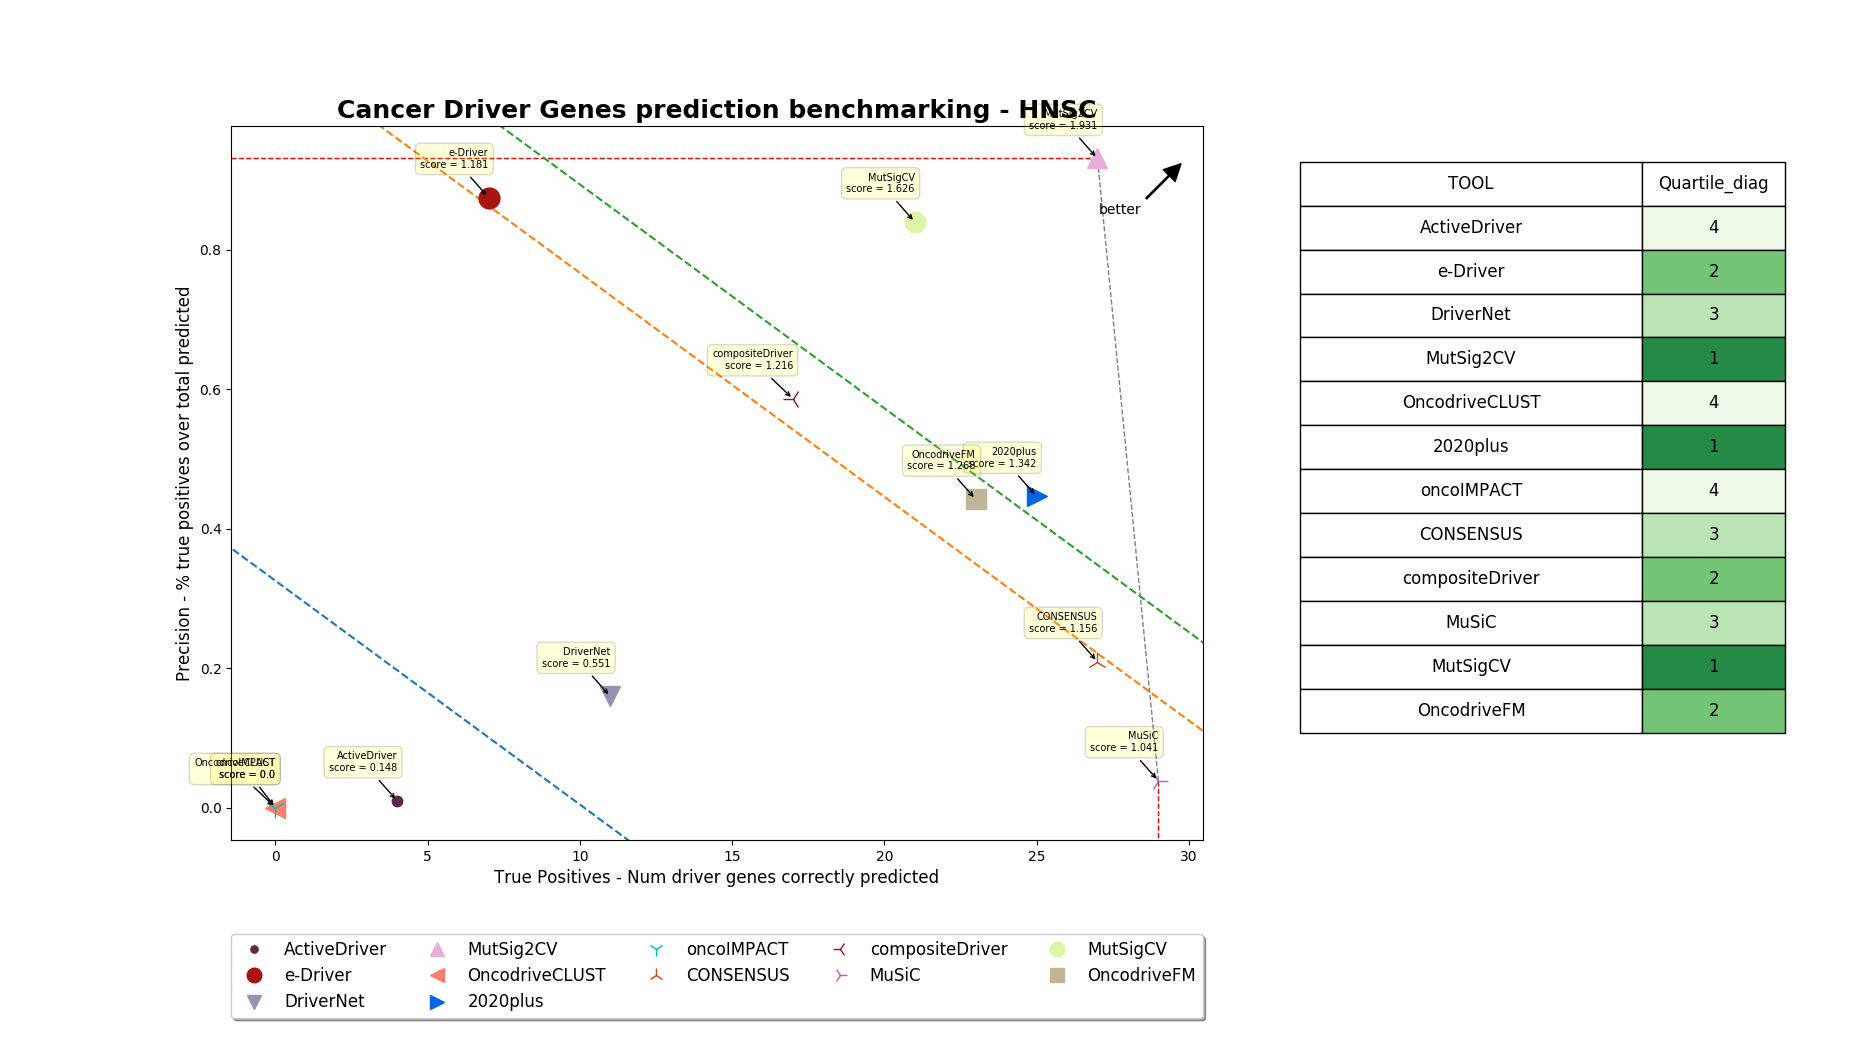 Cancer Driver Genes prediction benchmarking - HNSC
score = 1.931
e-Driver
score = 1.181
MutSigCV
score = 1.626
better
compositeDriver
score = 1.216
OncodriveFM
score = 1.268
2020plus
score = 1.342
CONSENSUS
score = 1.156
DriverNet
score = 0.551
MuSiC
score = 1.041
ActiveDriver
score = 0.148
score = 0.0
0.8
0.6
0.4
0.2
0.0
Precision - % true positives over total predicted
0 5 10 15 20 25 30
True Positives - Num driver genes correctly predicted
ActiveDriver
e-Driver
DriverNet
MutSig2CV
OncodriveCLUST
2020plus
oncoIMPACT
CONSENSUS
compositeDriver
MuSiC
MutSigCV
OncodriveFM
TOOL Quartile_diag
ActiveDriver 4
e-Driver 2
DriverNet 3
MutSig2CV 1
OncodriveCLUST 4
2020plus 1
oncoIMPACT 4
CONSENSUS 3
compositeDriver 2
MuSiC 3
MutSigCV 1
OncodriveFM 2